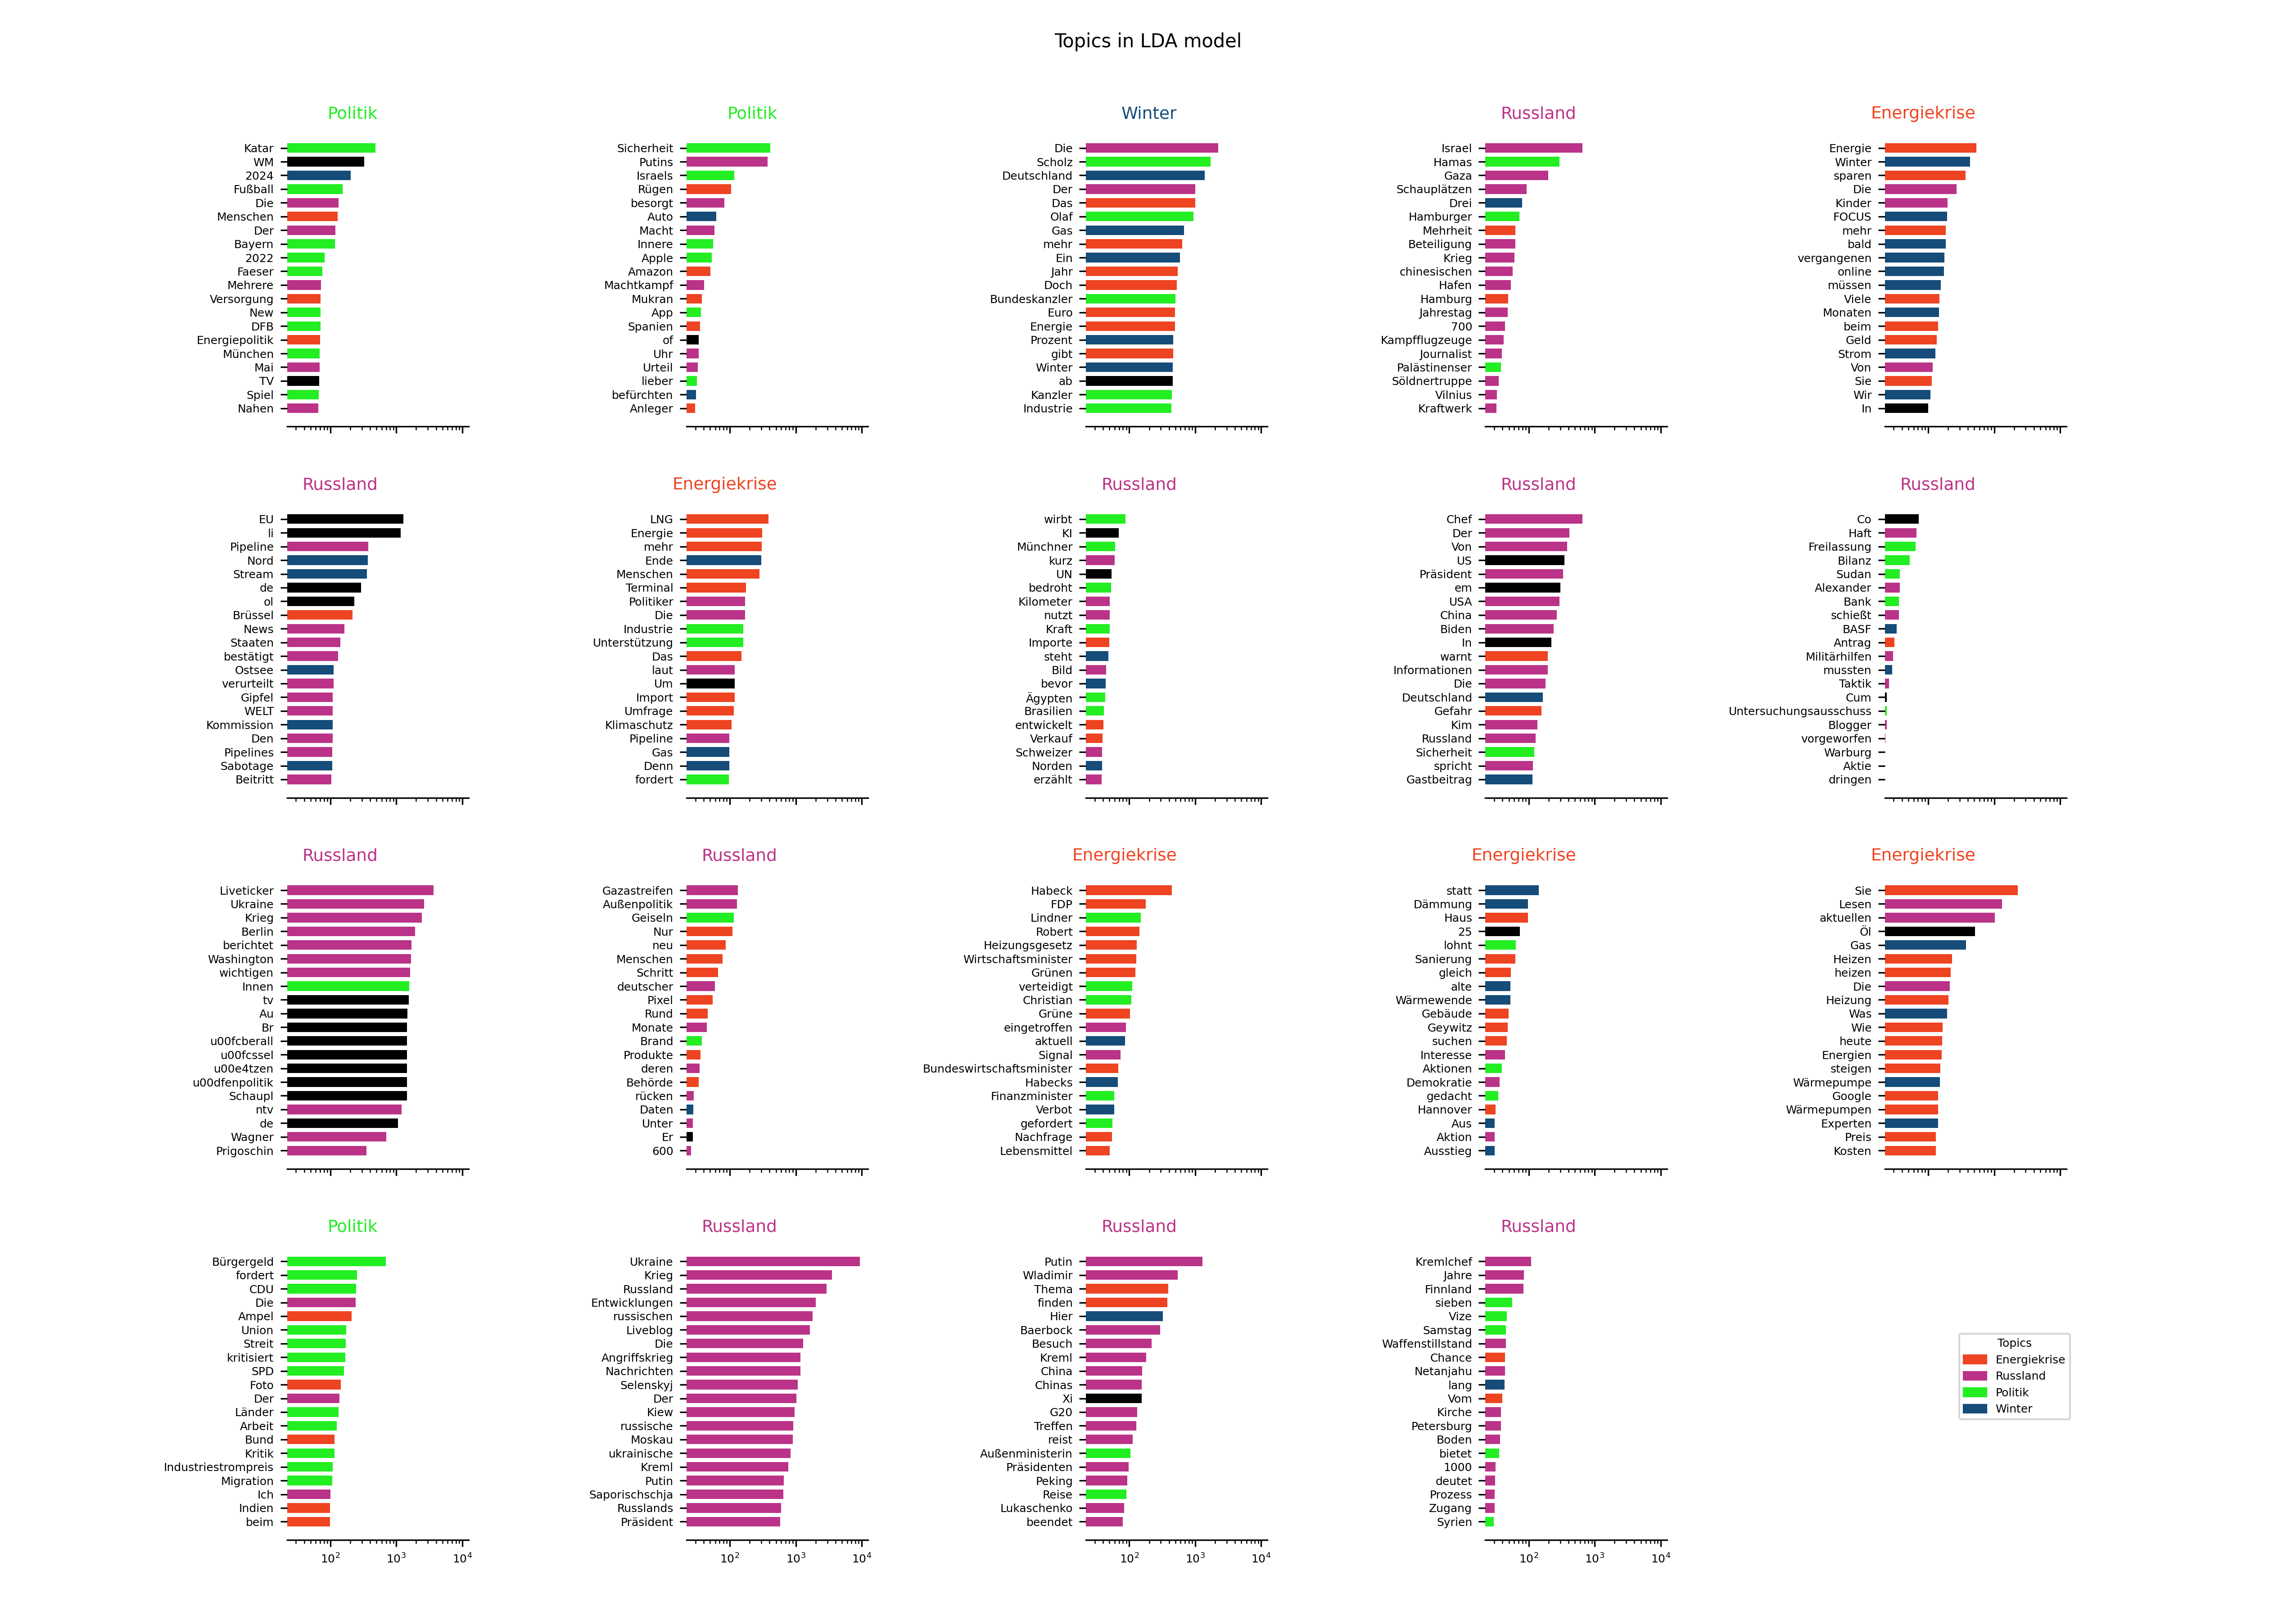 Topics in LDA model
Politik
Katar
WM
2024
Fußball
Die
Menschen
Der
Bayern
2022
Faeser
Mehrere
Versorgung
New
DFB
Energiepolitik
München
Mai
TV
Spiel
Nahen
Politik
Sicherheit
Putins
Israels
Rügen
besorgt
Auto
Macht
Innere
Apple
Amazon
Machtkampf
Mukran
App
Spanien
of
Uhr
Urteil
lieber
befürchten
Anleger
Winter
Die
Scholz
Deutschland
Der
Das
Olaf
Gas
mehr
Ein
Jahr
Doch
Bundeskanzler
Euro
Energie
Prozent
gibt
Winter
ab
Kanzler
Industrie
Russland
Israel
Hamas
Gaza
Schauplätzen
Drei
Hamburger
Mehrheit
Beteiligung
Krieg
chinesischen
Hafen
Hamburg
Jahrestag
700
Kampfflugzeuge
Journalist
Palästinenser
Söldnertruppe
Vilnius
Kraftwerk
Energiekrise
Energie
Winter
sparen
Die
Kinder
FOCUS
mehr
bald
vergangenen
online
müssen
Viele
Monaten
beim
Geld
Strom
Von
Sie
Wir
In
Russland
EU
li
Pipeline
Nord
Stream
de
ol
Brüssel
News
Staaten
bestätigt
Ostsee
verurteilt
Gipfel
WELT
Kommission
Den
Pipelines
Sabotage
Beitritt
Energiekrise
LNG
Energie
mehr
Ende
Menschen
Terminal
Politiker
Die
Industrie
Unterstützung
Das
laut
Um
Import
Umfrage
Klimaschutz
Pipeline
Gas
Denn
fordert
Russland
wirbt
KI
Münchner
kurz
UN
bedroht
Kilometer
nutzt
Kraft
Importe
steht
Bild
bevor
Ägypten
Brasilien
entwickelt
Verkauf
Schweizer
Norden
erzählt
Russland
Chef
Der
Von
US
Präsident
em
USA
China
Biden
In
warnt
Informationen
Die
Deutschland
Gefahr
Kim
Russland
Sicherheit
spricht
Gastbeitrag
Russland
Co
Haft
Freilassung
Bilanz
Sudan
Alexander
Bank
schießt
BASF
Antrag
Militärhilfen
mussten
Taktik
Cum
Untersuchungsausschuss
Blogger
vorgeworfen
Warburg
Aktie
dringen
Russland
Liveticker
Ukraine
Krieg
Berlin
berichtet
Washington
wichtigen
Innen
tv
Au
Br
u00fcberall
u00fcssel
u00e4tzen
u00dfenpolitik
Schaupl
ntv
de
Wagner
Prigoschin
Russland
Gazastreifen
Außenpolitik
Geiseln
Nur
neu
Menschen
Schritt
deutscher
Pixel
Rund
Monate
Brand
Produkte
deren
Behörde
rücken
Daten
Unter
Er
600
Energiekrise
Habeck
FDP
Lindner
Robert
Heizungsgesetz
Wirtschaftsminister
Grünen
verteidigt
Christian
Grüne
eingetroffen
aktuell
Signal
Bundeswirtschaftsminister
Habecks
Finanzminister
Verbot
gefordert
Nachfrage
Lebensmittel
Energiekrise
statt
Dämmung
Haus
25
lohnt
Sanierung
gleich
alte
Wärmewende
Gebäude
Geywitz
suchen
Interesse
Aktionen
Demokratie
gedacht
Hannover
Aus
Aktion
Ausstieg
Energiekrise
Sie
Lesen
aktuellen
Öl
Gas
Heizen
heizen
Die
Heizung
Was
Wie
heute
Energien
steigen
Wärmepumpe
Google
Wärmepumpen
Experten
Preis
Kosten
Politik
Bürgergeld
fordert
CDU
Die
Ampel
Union
Streit
kritisiert
SPD
Foto
Der
Länder
Arbeit
Bund
Kritik
Industriestrompreis
Migration
Ich
Indien
beim
10² 10³ 10⁴
Russland
Ukraine
Krieg
Russland
Entwicklungen
russischen
Liveblog
Die
Angriffskrieg
Nachrichten
Selenskyj
Der
Kiew
russische
Moskau
ukrainische
Kreml
Putin
Saporischschja
Russlands
Präsident
10² 10³ 10⁴
Russland
Putin
Wladimir
Thema
finden
Hier
Baerbock
Besuch
Kreml
China
Chinas
Xi
G20
Treffen
reist
Außenministerin
Präsidenten
Peking
Reise
Lukaschenko
beendet
10² 10³ 10⁴
Russland
Kremlchef
Jahre
Finnland
sieben
Vize
Samstag
Waffenstillstand
Chance
Netanjahu
lang
Vom
Kirche
Petersburg
Boden
bietet
1000
deutet
Prozess
Zugang
Syrien
10² 10³ 10⁴
Topics
Energiekrise
Russland
Politik
Winter